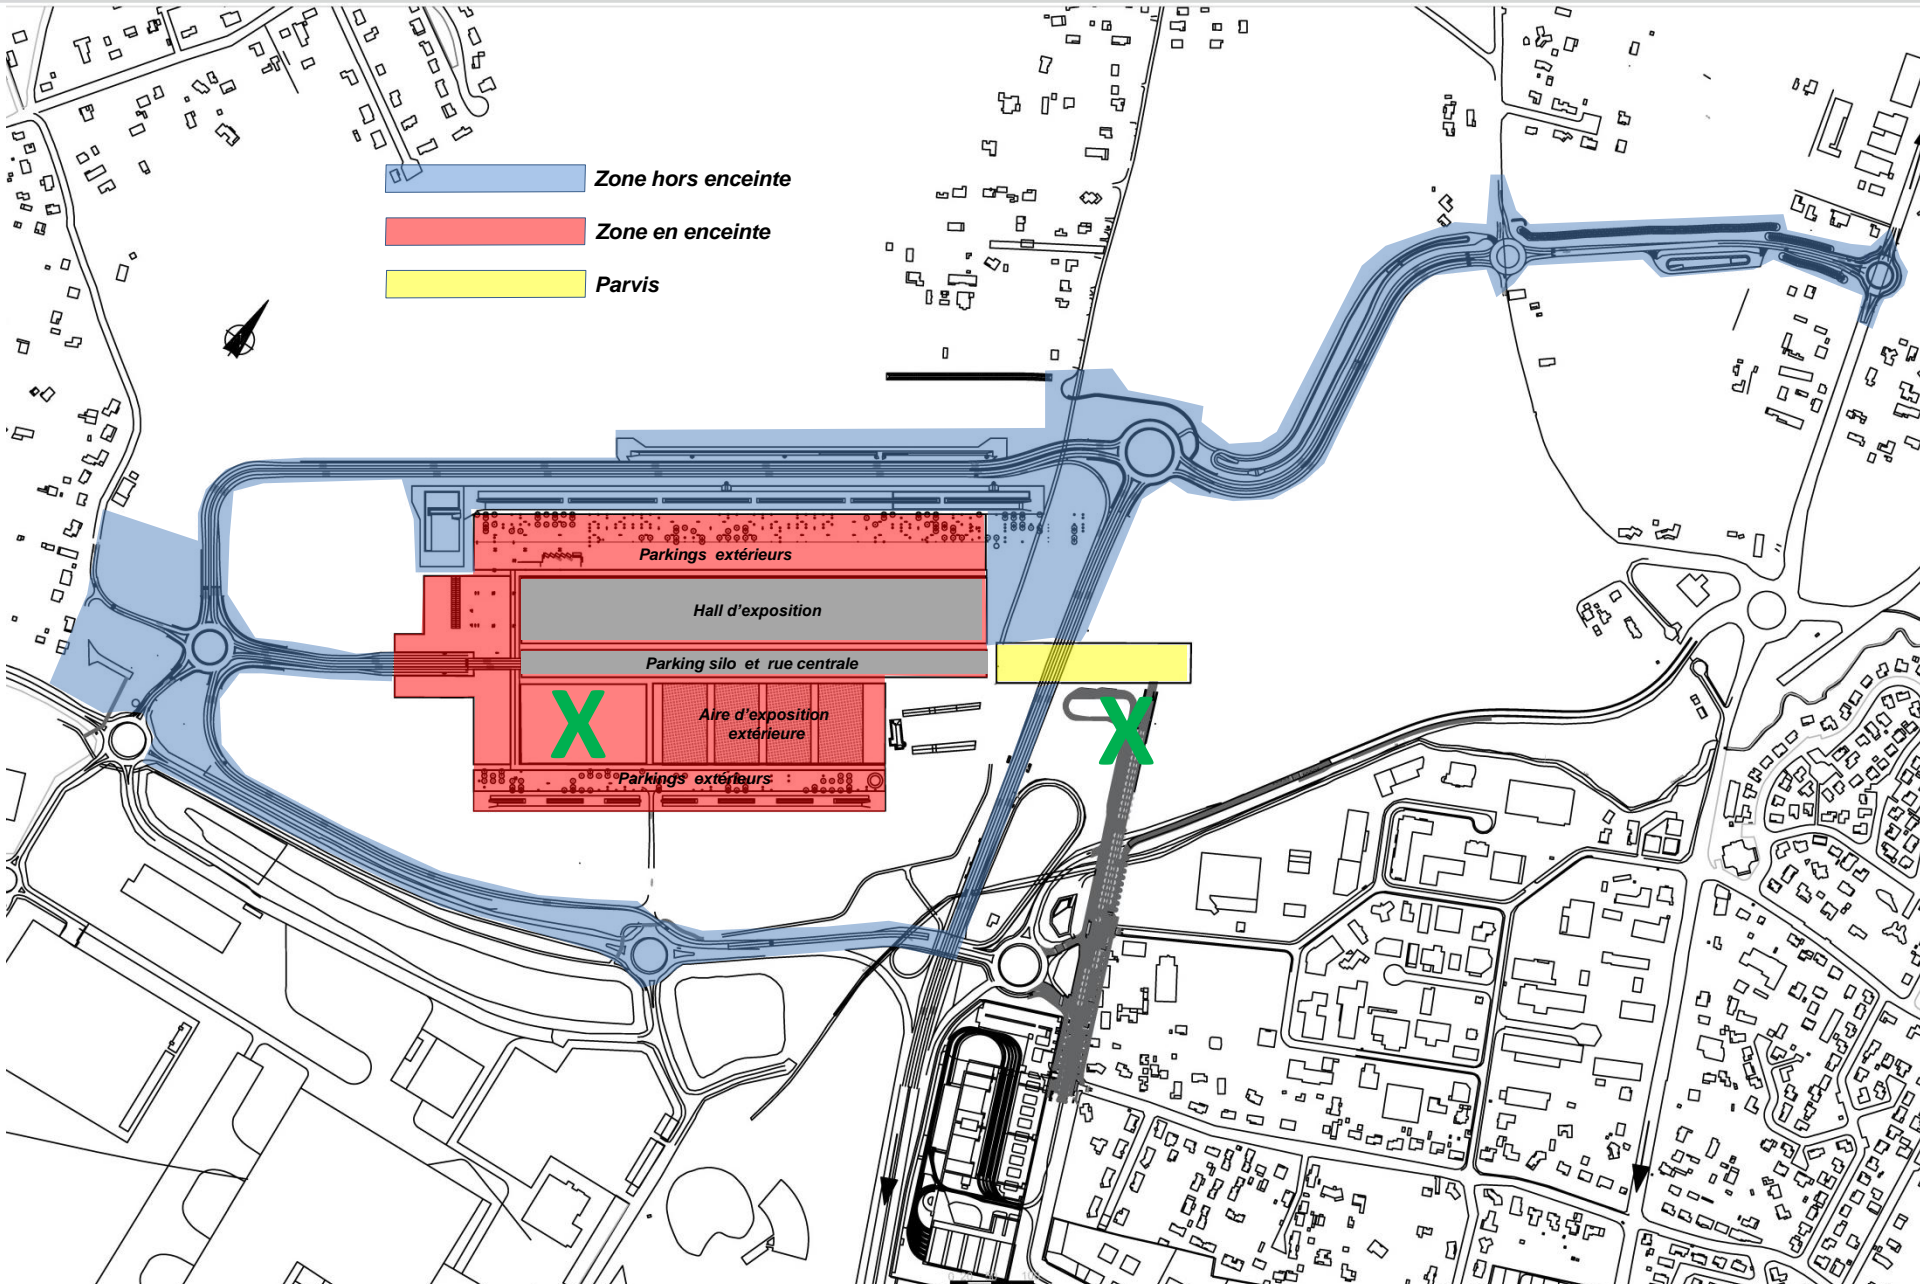 Zone hors enceinte
Zone en enceinte
Parvis
Parkings extérieurs
Hall d'exposition
Parking silo et rue centrale
X
Aire d'exposition
extérieure
X
Parkings extérieurs